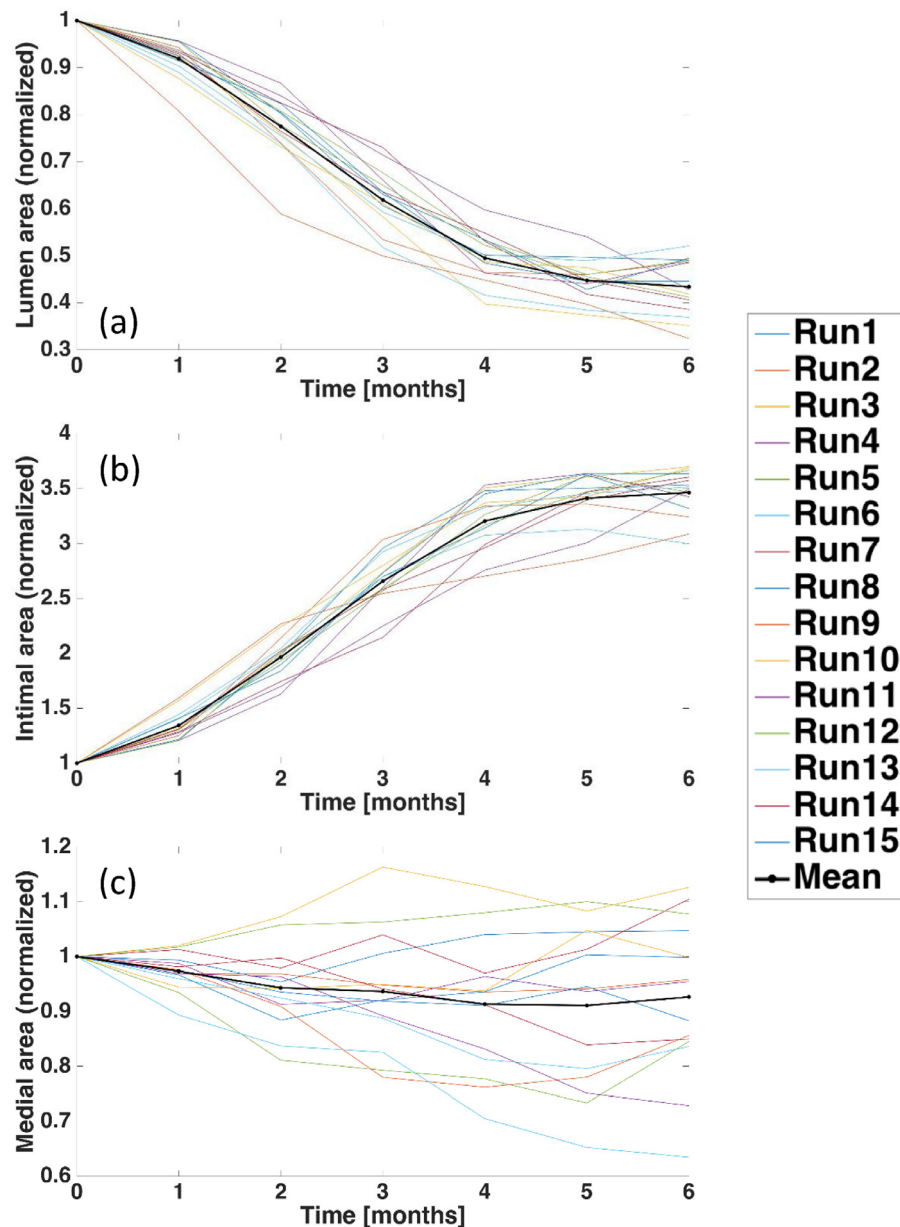 1
0.9
0.8
0.7
0.6
0.5
0.4
0.3
Lumen area (normalized)
(a)
0 1 2 3 4 5 6
Time [months]
4
3.5
3
2.5
2
1.5
1
Intimal area (normalized)
(b)
0 1 2 3 4 5 6
Time [months]
1.2
1.1
1
0.9
0.8
0.7
0.6
Medial area (normalized)
(c)
0 1 2 3 4 5 6
Time [months]
Run1
Run2
Run3
Run4
Run5
Run6
Run7
Run8
Run9
Run10
Run11
Run12
Run13
Run14
Run15
Mean